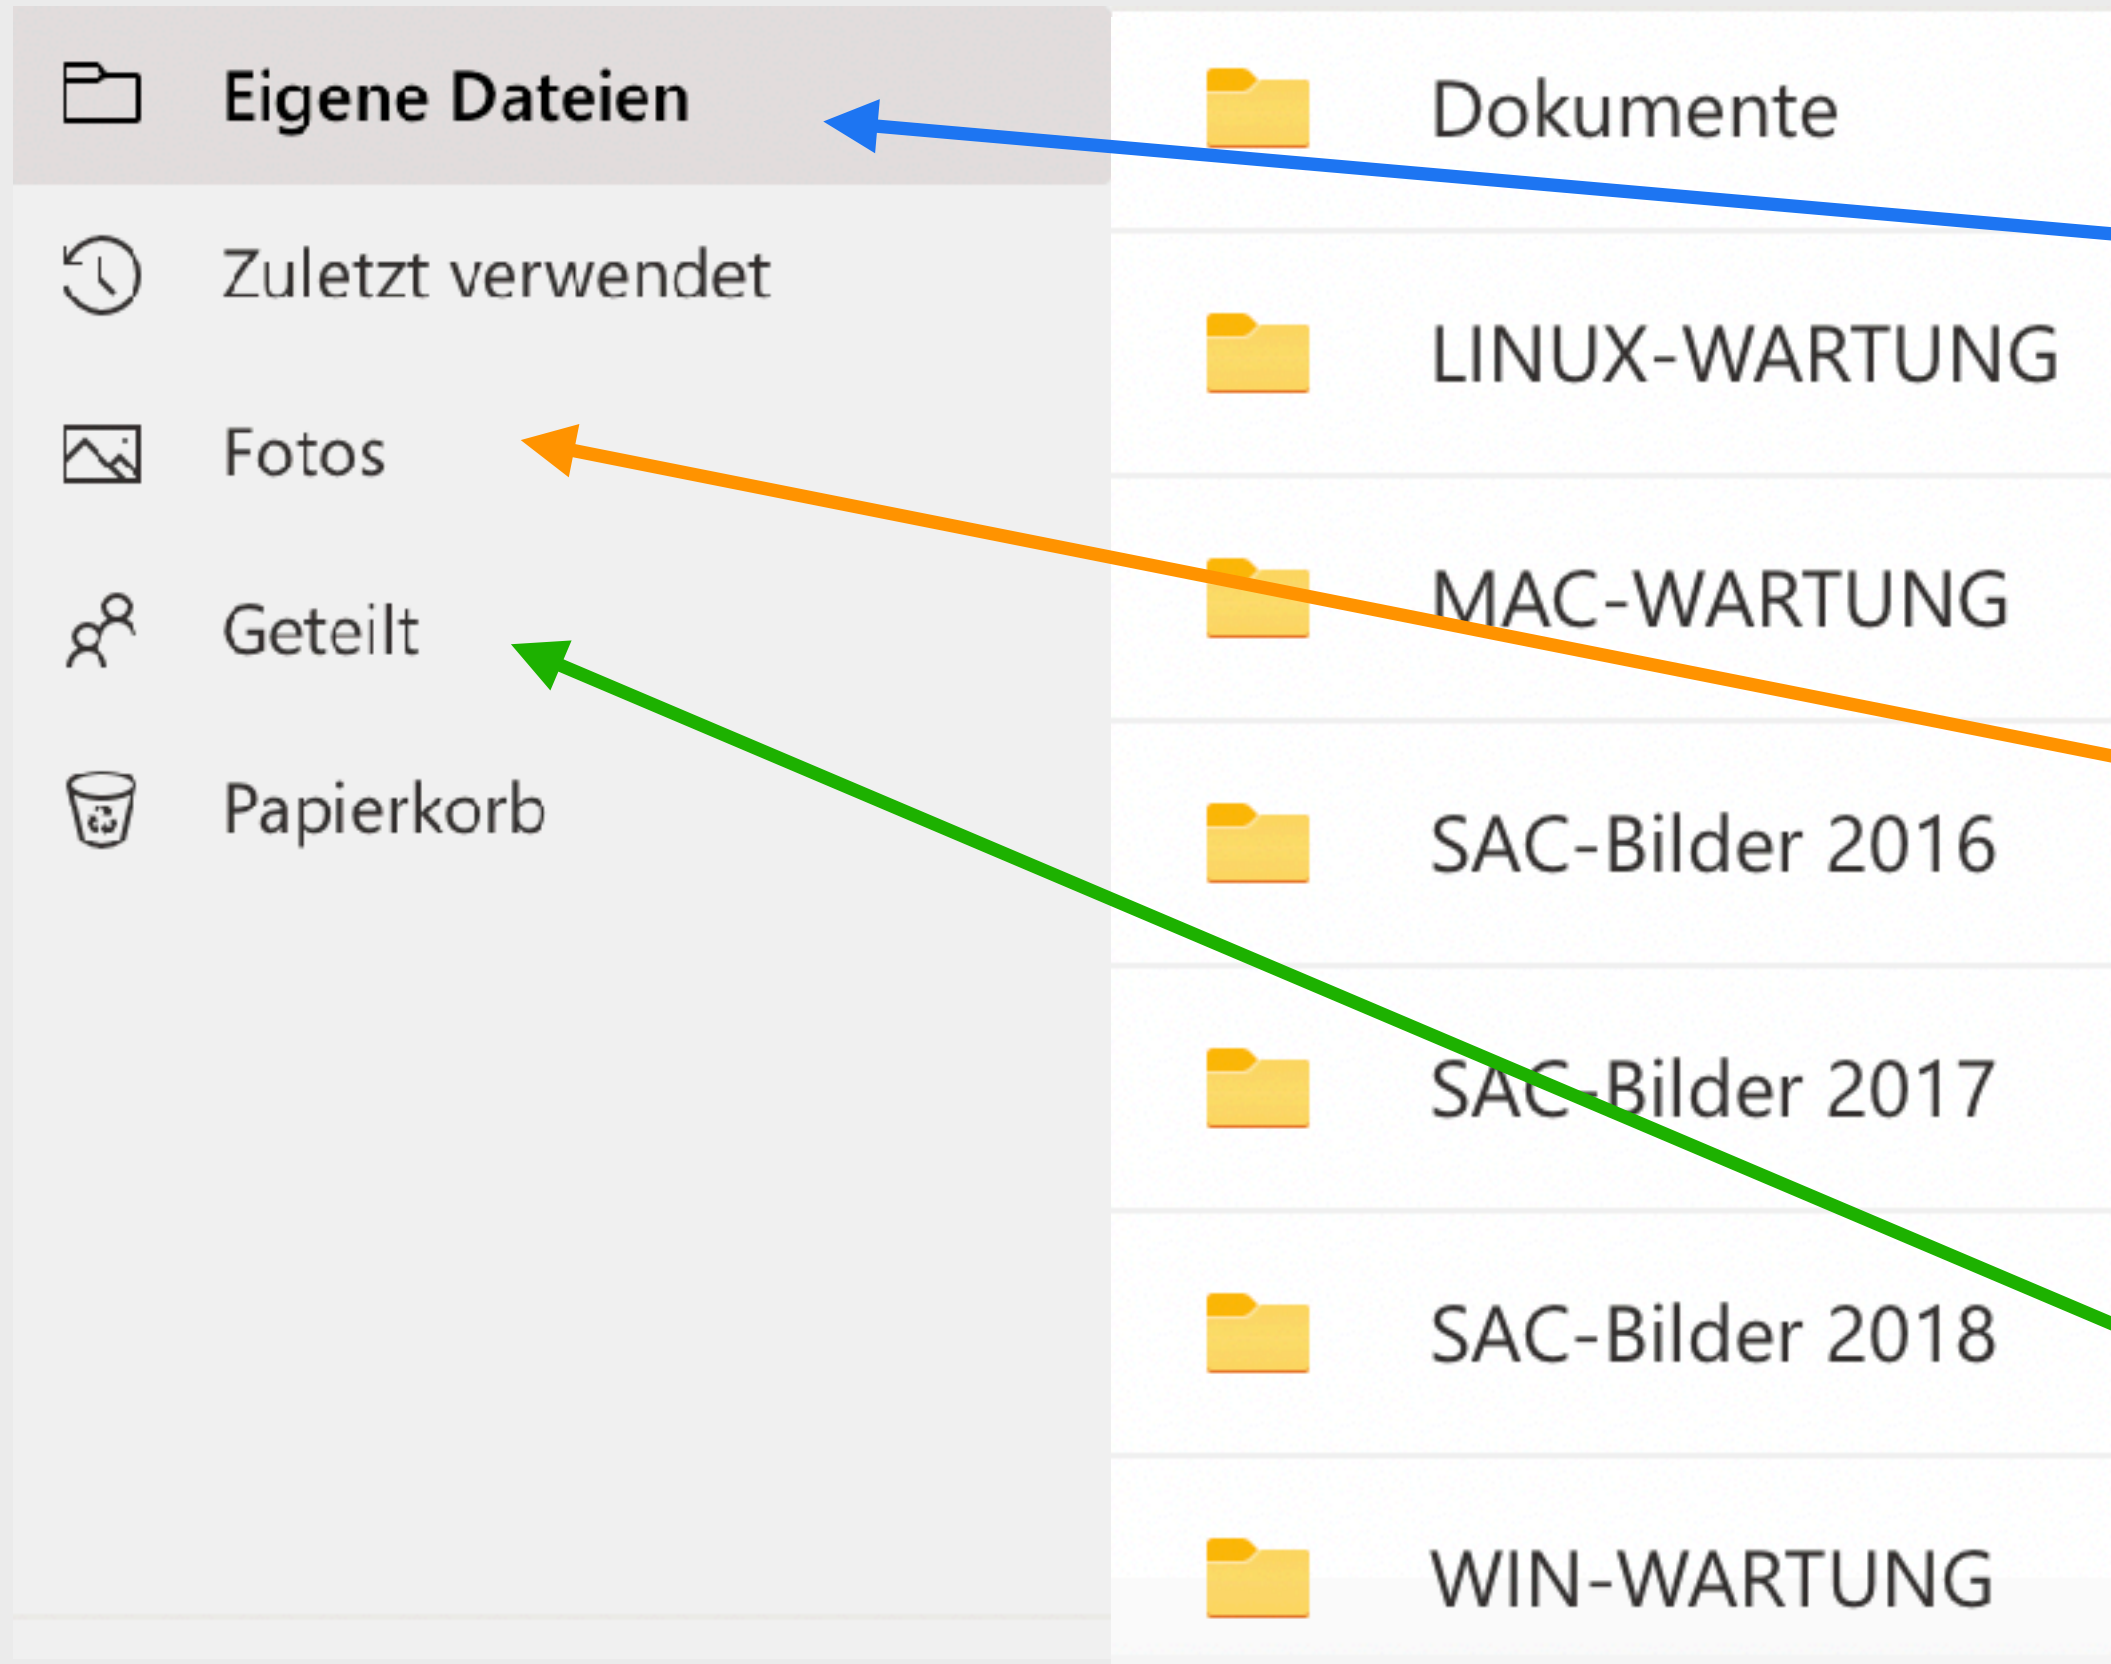 Eigene Dateien
Zuletzt verwendet
Fotos
Geteilt
Papierkorb
Dokumente
LINUX-WARTUNG
MAC-WARTUNG
SAC-Bilder 2016
SAC-Bilder 2017
SAC-Bilder 2018
WIN-WARTUNG